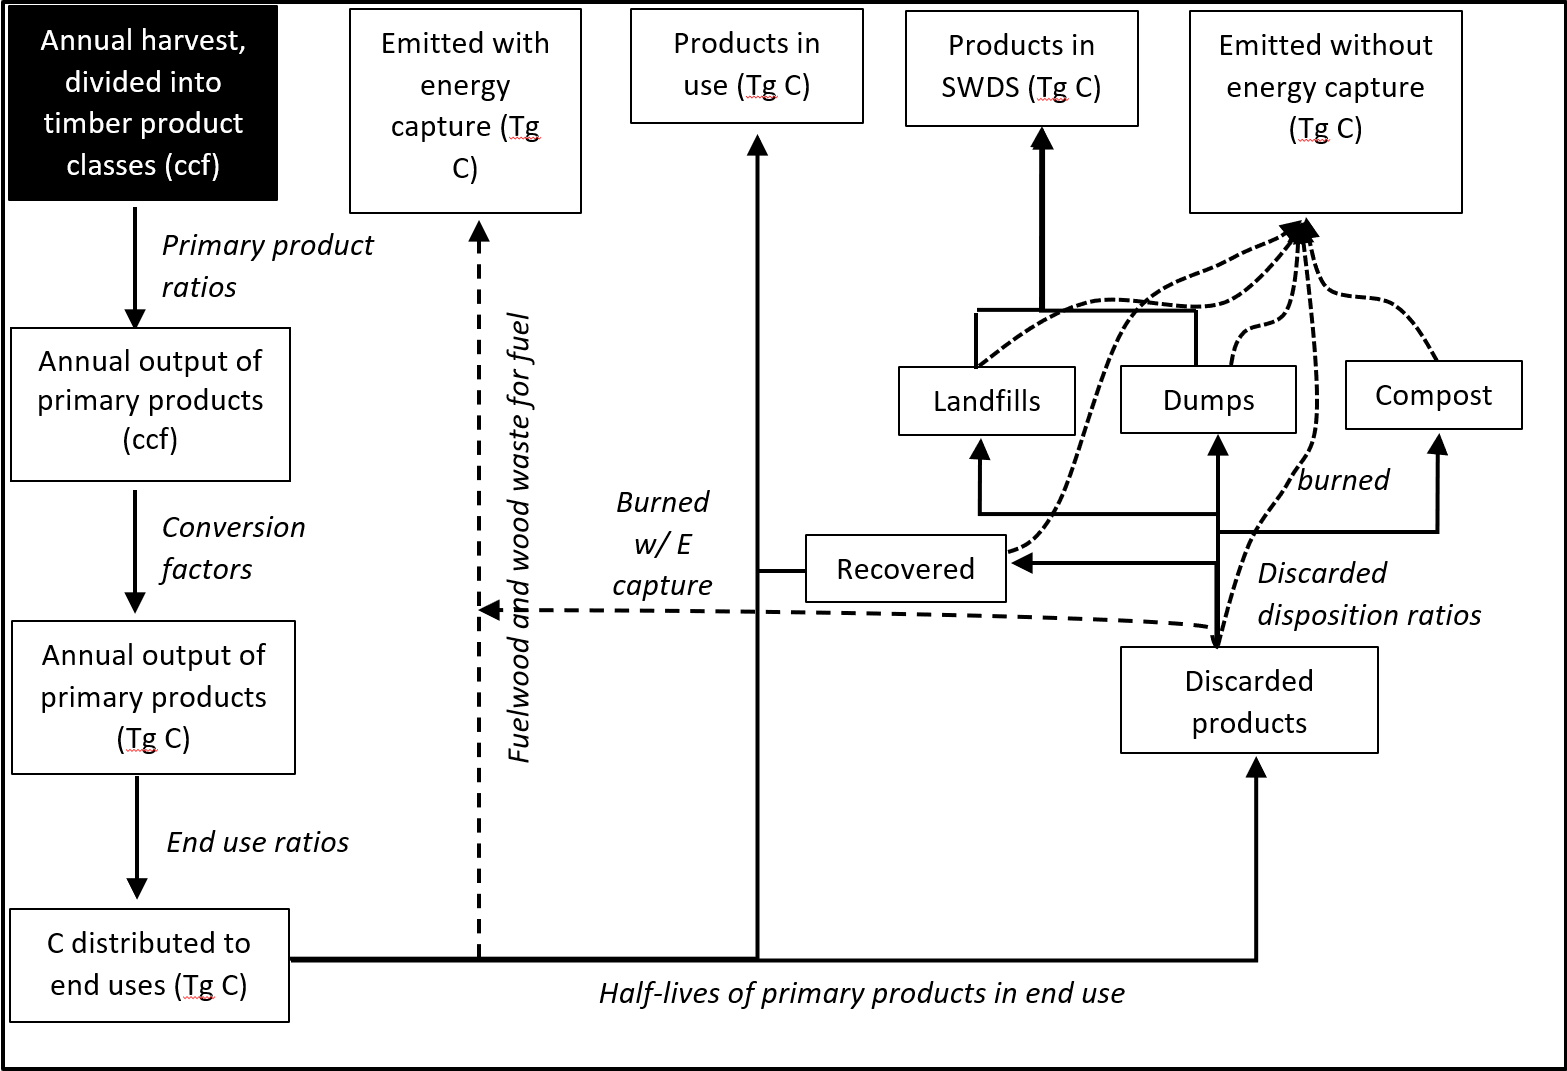 Annual harvest,
divided into
timber product
classes (ccf)
Emitted with
energy
capture (Tg
C)
Products in
use (Tg C)
Products in
SWDS (Tg C)
Emitted without
energy capture
(Tg C)
Primary product
ratios
Annual output of
primary products
(ccf)
Conversion
factors
Annual output of
primary products
(Tg C)
End use ratios
C distributed to
end uses (Tg C)
Fuelwood and wood waste for fuel
Burned
w/ E
capture
Landfills
Dumps
Compost
burned
Recovered
Discarded
disposition ratios
Discarded
products
Half-lives of primary products in end use